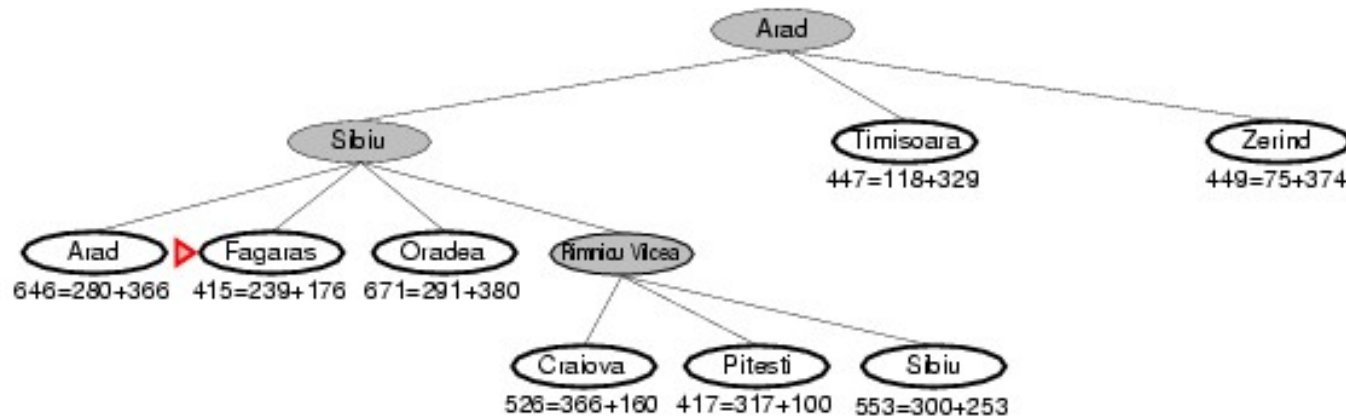 Arad
Sibiu
Timisoara
Zerind
447=118+329
449=75+374
Arad
Fagaras
Oradea
Rimnicu Vilcea
646=280+366
415=239+176
671=291+380
Craiova
Pitesti
Sibiu
526=366+160
417=317+100
553=300+253